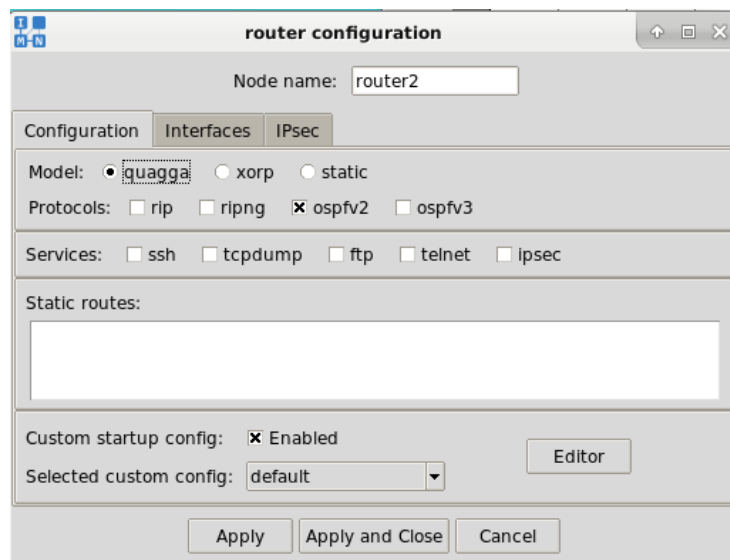 I
M N
router configuration
Node name: router2
Configuration Interfaces IPsec
Model: quagga xorp static
Protocols: rip ripng ospfv2 ospfv3
Services: ssh tcpdump ftp telnet ipsec
Static routes:
Custom startup config: Enabled
Editor
Selected custom config: default
Apply Apply and Close Cancel